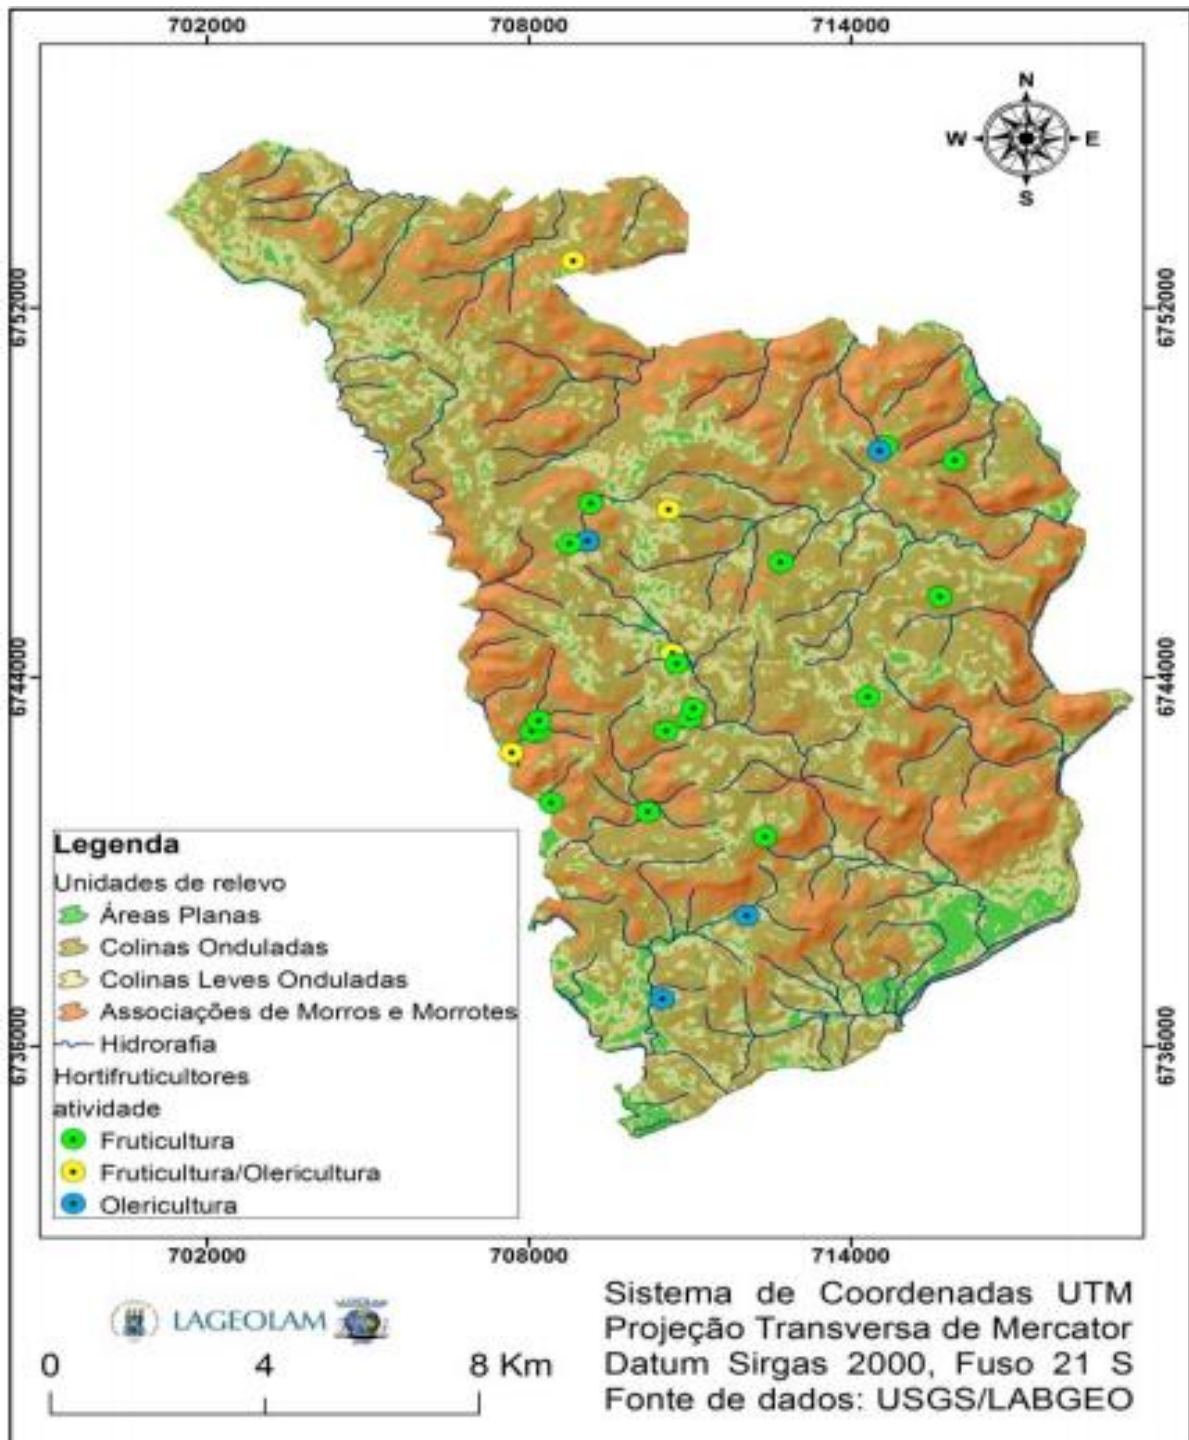 702000 708000 714000
N
W E
S
6752000 6752000
6744000 6744000
6736000 6736000
Legenda
Unidades de relevo
Áreas Planas
Colinas Onduladas
Colinas Leves Onduladas
Associações de Morros e Morrotes
Hidrorafia
Hortifruticultores
atividade
Fruticultura
Fruticultura/Olericultura
Olericultura
702000 708000 714000
LAGEOLAM
0 4 8 Km
Sistema de Coordenadas UTM
Projeção Transversa de Mercator
Datum Sirgas 2000, Fuso 21 S
Fonte de dados: USGS/LABGEO